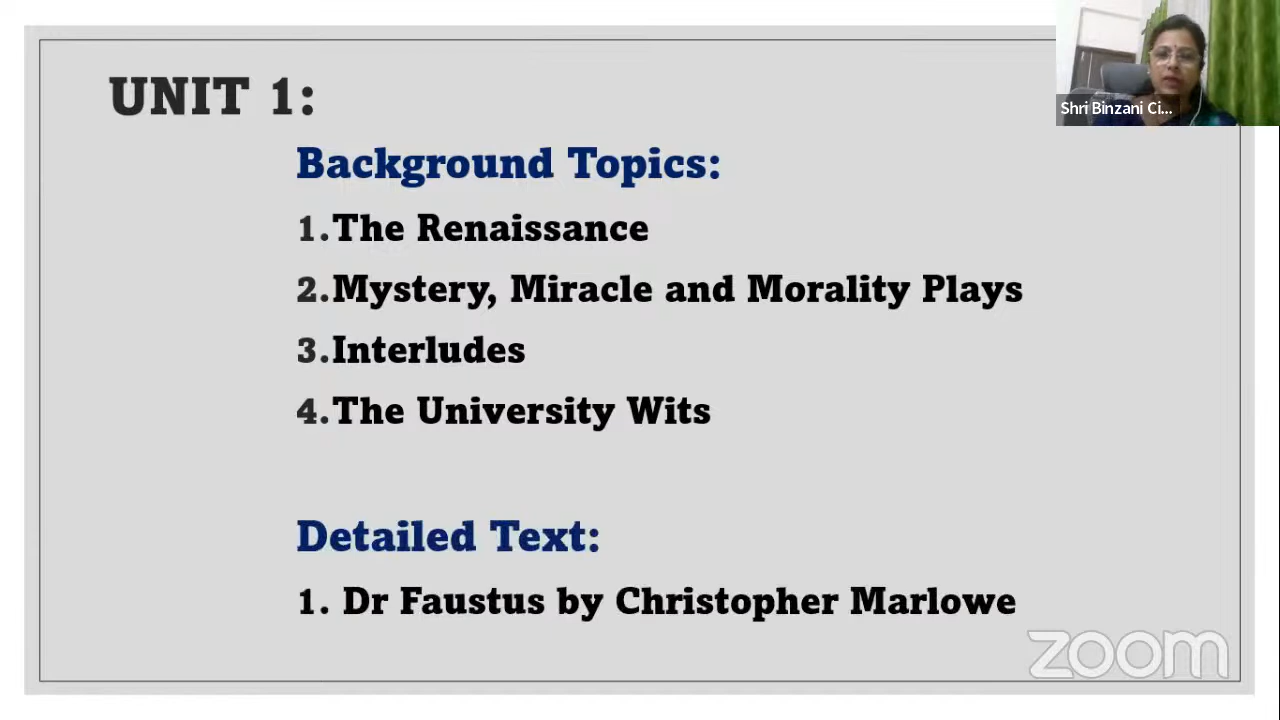 UNIT 1:
Shri Binzani Ci...
Background Topics:
1.The Renaissance
2.Mystery, Miracle and Morality Plays
3.Interludes
4.The University Wits
Detailed Text:
1. Dr Faustus by Christopher Marlowe
zoom